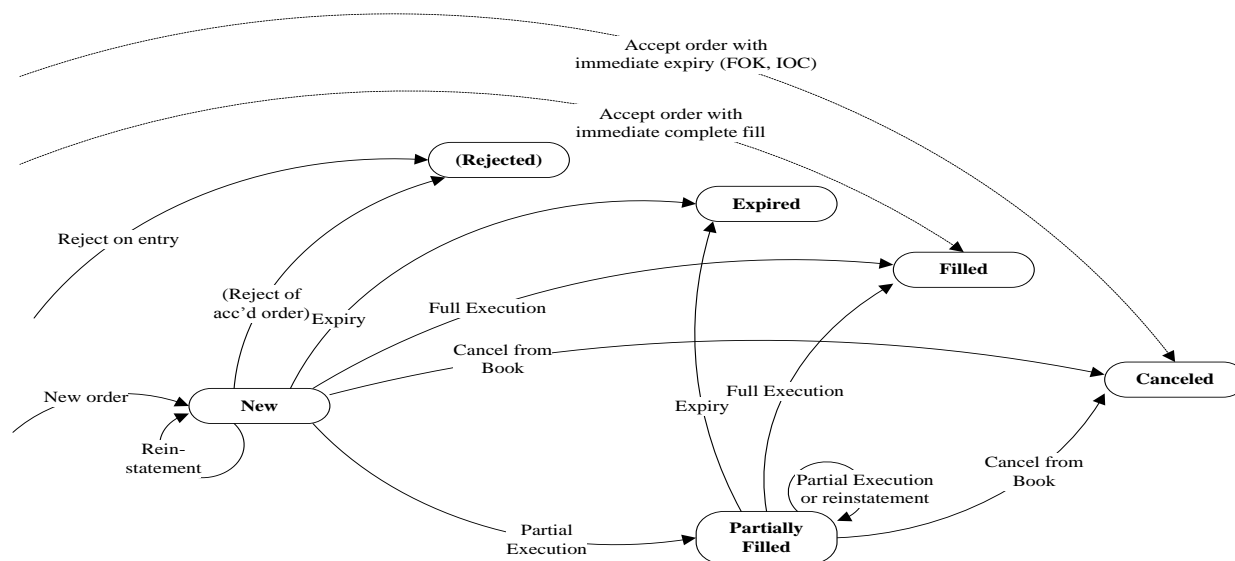 Accept order with
immediate expiry (FOK, IOC)
Accept order with
immediate complete fill
(Rejected)
Expired
Reject on entry
Filled
(Reject of
acc'd order)
Expiry
Full Execution
Cancel from
Book
Canceled
New order
New
Expiry
Full Execution
Rein-
statement
Partial Execution
or reinstatement
Cancel from
Book
Partial
Execution
Partially
Filled